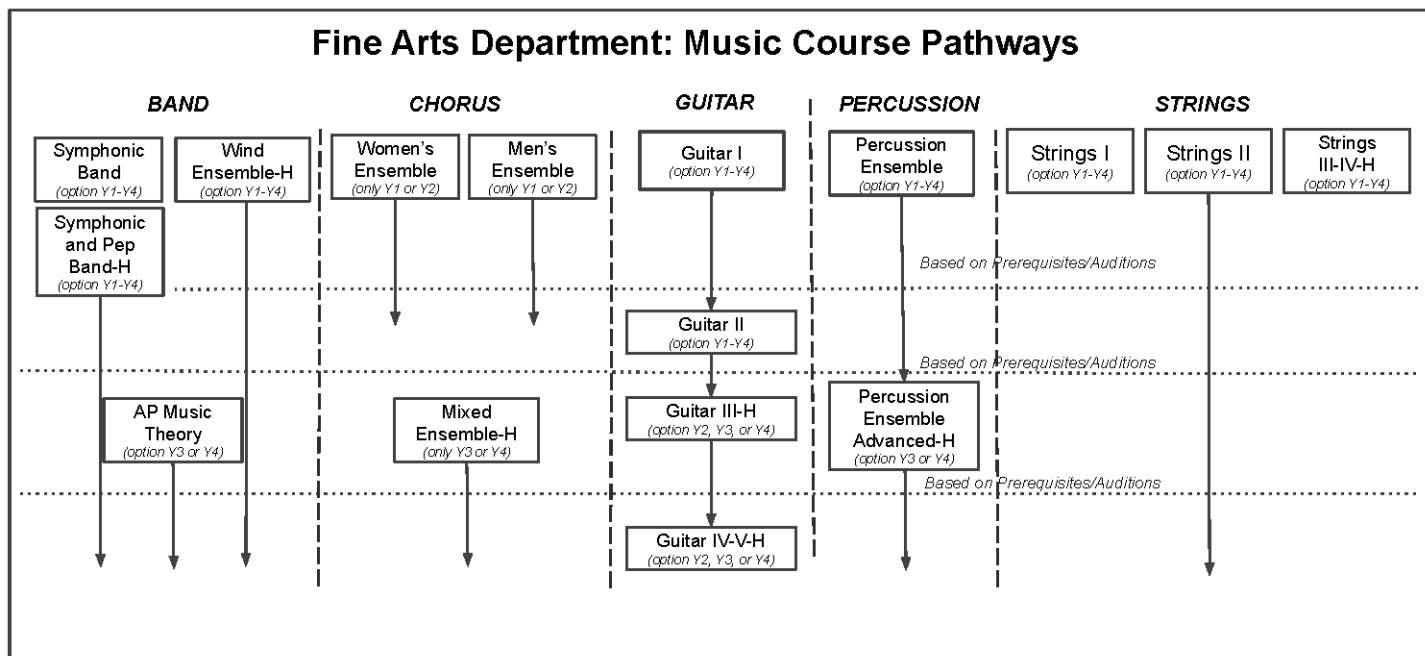 Fine Arts Department: Music Course Pathways
BAND
CHORUS
GUITAR
PERCUSSION
STRINGS
Symphonic
Band
(option Y1-Y4)
Wind
Ensemble-H
(option Y1-Y4)
Women's
Ensemble
(only Y1 or Y2)
Men's
Ensemble
(only Y1 or Y2)
Guitar I
(option Y1-Y4)
Percussion
Ensemble
(option Y1-Y4)
Strings I
(option Y1-Y4)
Strings II
(option Y1-Y4)
Strings
III-IV-H
(option Y1-Y4)
Symphonic
and Pep
Band-H
(option Y1-Y4)
Based on Prerequisites/Auditions
Guitar II
(option Y1-Y4)
Based on Prerequisites/Auditions
AP Music
Theory
(option Y3 or Y4)
Mixed
Ensemble-H
(only Y3 or Y4)
Guitar III-H
(option Y2, Y3, or Y4)
Percussion
Ensemble
Advanced-H
(option Y3 or Y4)
Based on Prerequisites/Auditions
Guitar IV-V-H
(option Y2, Y3, or Y4)